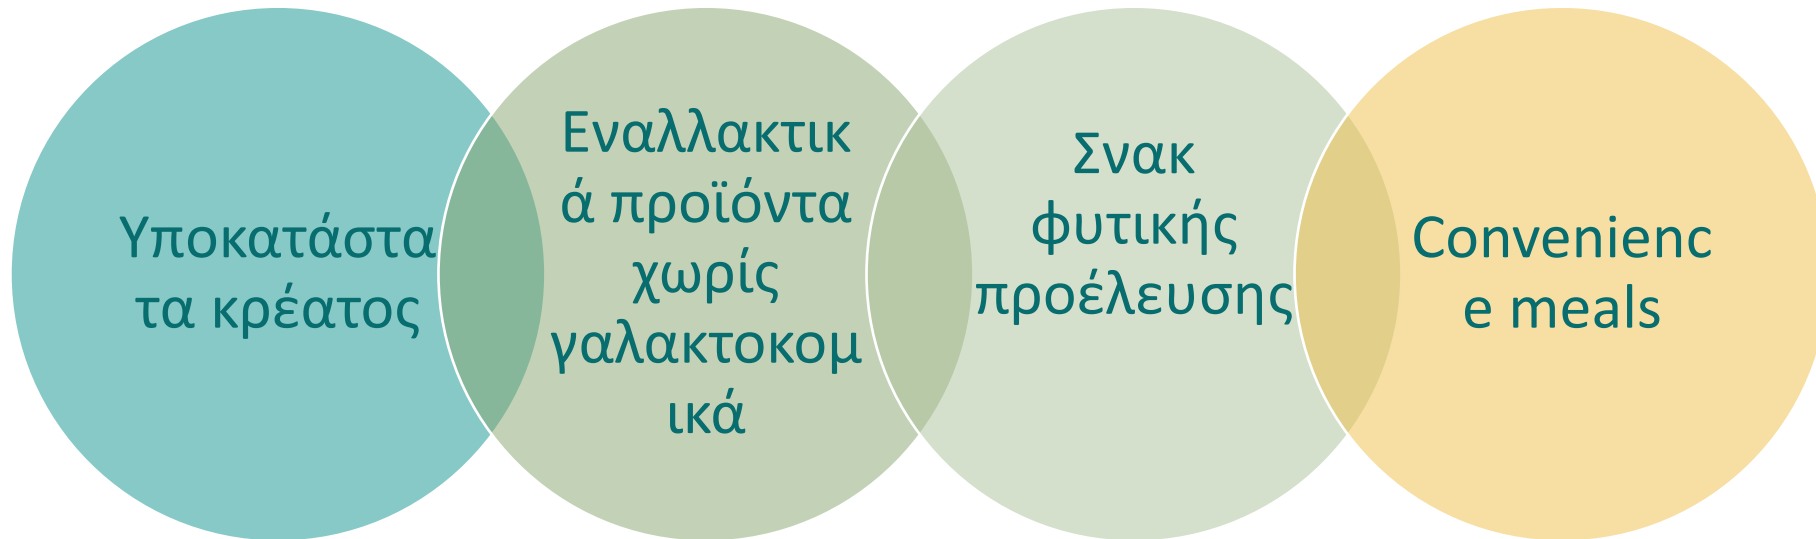 Υποκατάστα
τα κρέατος
Εναλλακτικ
ά προϊόντα
χωρίς
γαλακτοκομ
ικά
Σνακ
φυτικής
προέλευσης
Convenienc
e meals